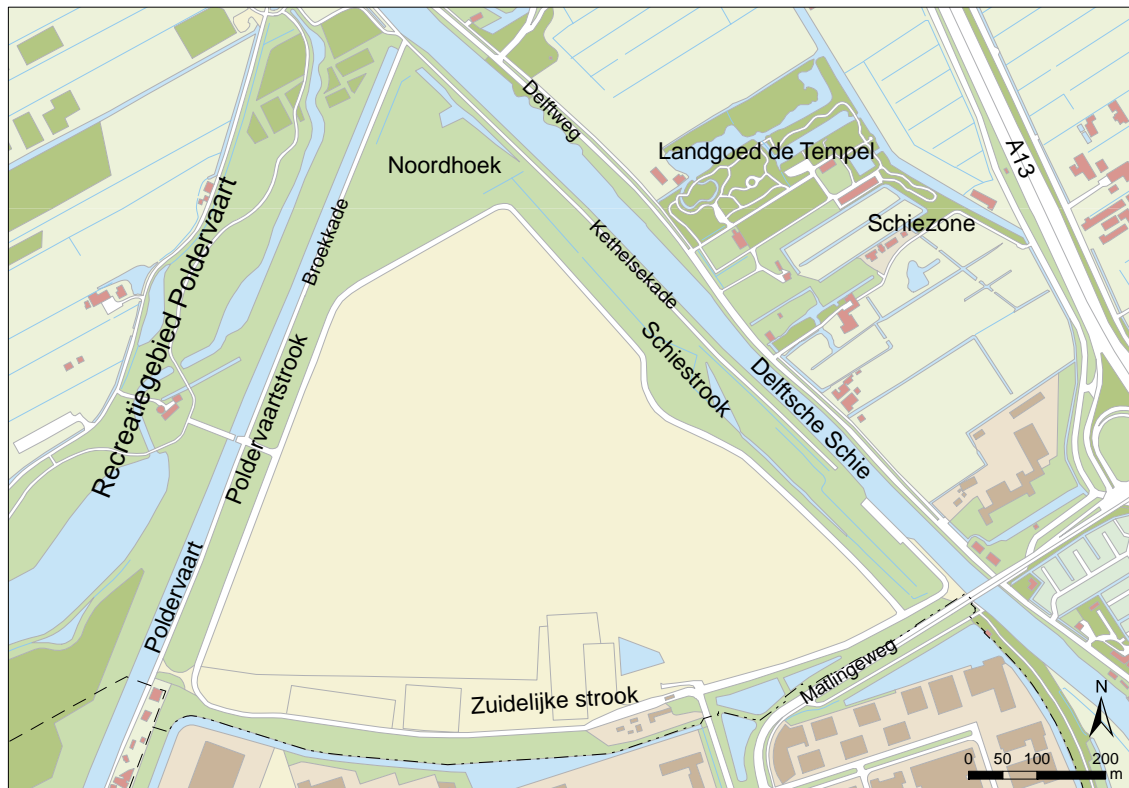 Delftweg
Landgoed de Tempel
A13
Noordhoek
Recreatiegebied Poldervaart
Broekkade
Kethelsekade
Schiezone
Schiestrook
Poldervaartstrook
Delftsche Schie
Poldervaart
Matlingeweg
Zuidelijke strook
N
0 50 100 200
m